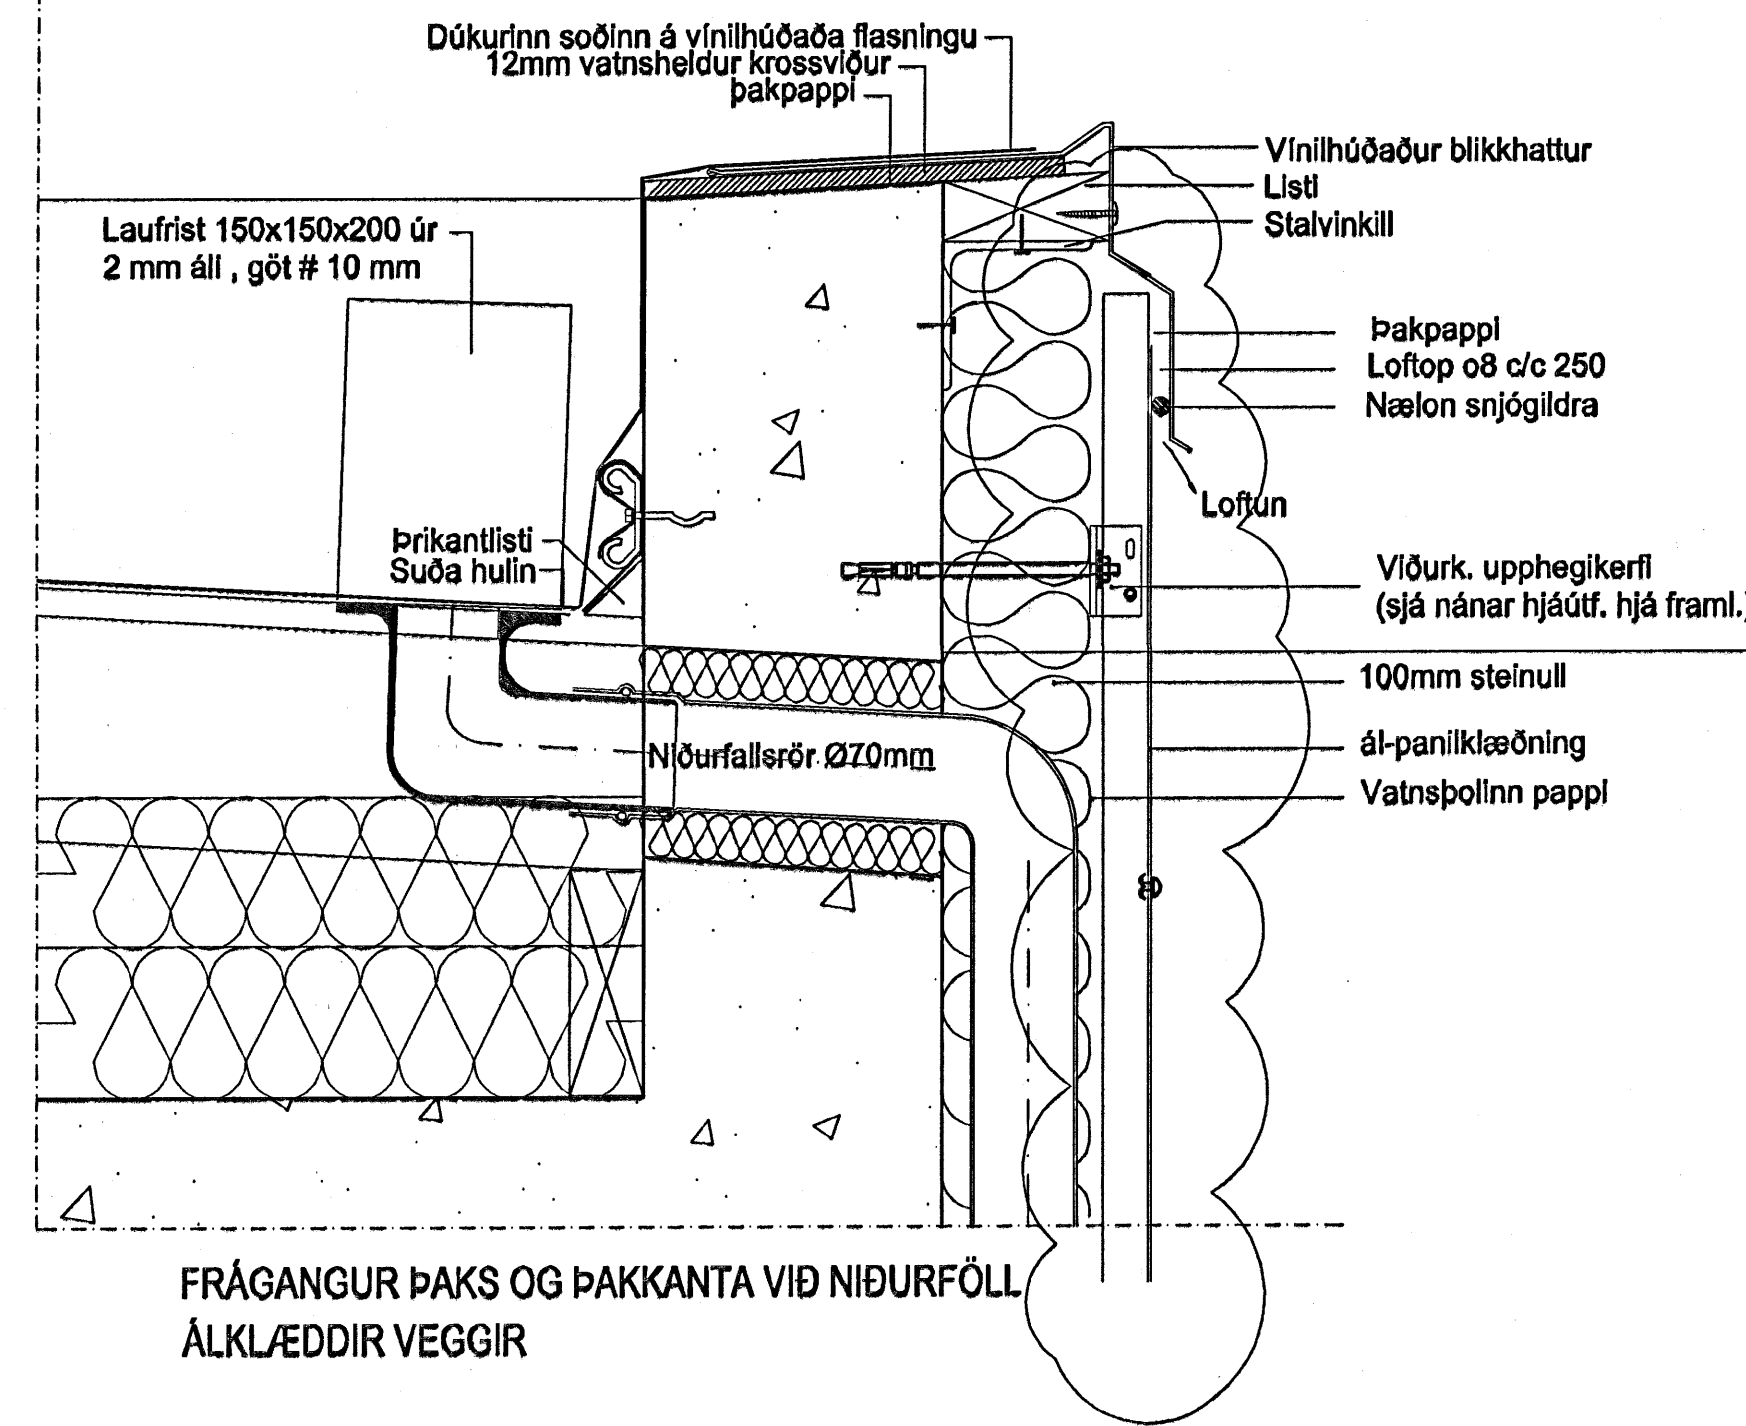 Dúkurinn soðinn á vínilhúðaða flasningu
12mm vatnsheldur krossviður
þakpappi
Vínilhúðaður blikkhattur
Listi
Stalvinkill
Laufrist 150x150x200 úr
2 mm áli , göt # 10 mm
Þakpappi
Loftop o8 c/c 250
Nælon snjógildra
Loftun
Þrikantlisti
Suða hulin
Viðurk. upphegikerfi
(sjá nánar hjáútf. hjá framl.)
100mm steinull
Niðurfallsrör Ø70mm
ál-panilklæðning
Vatnsþolinn pappi
FRÁGANGUR ÞAKS OG ÞAKKANTA VIÐ NIÐURFÖLL
ÁLKLÆDDIR VEGGIR